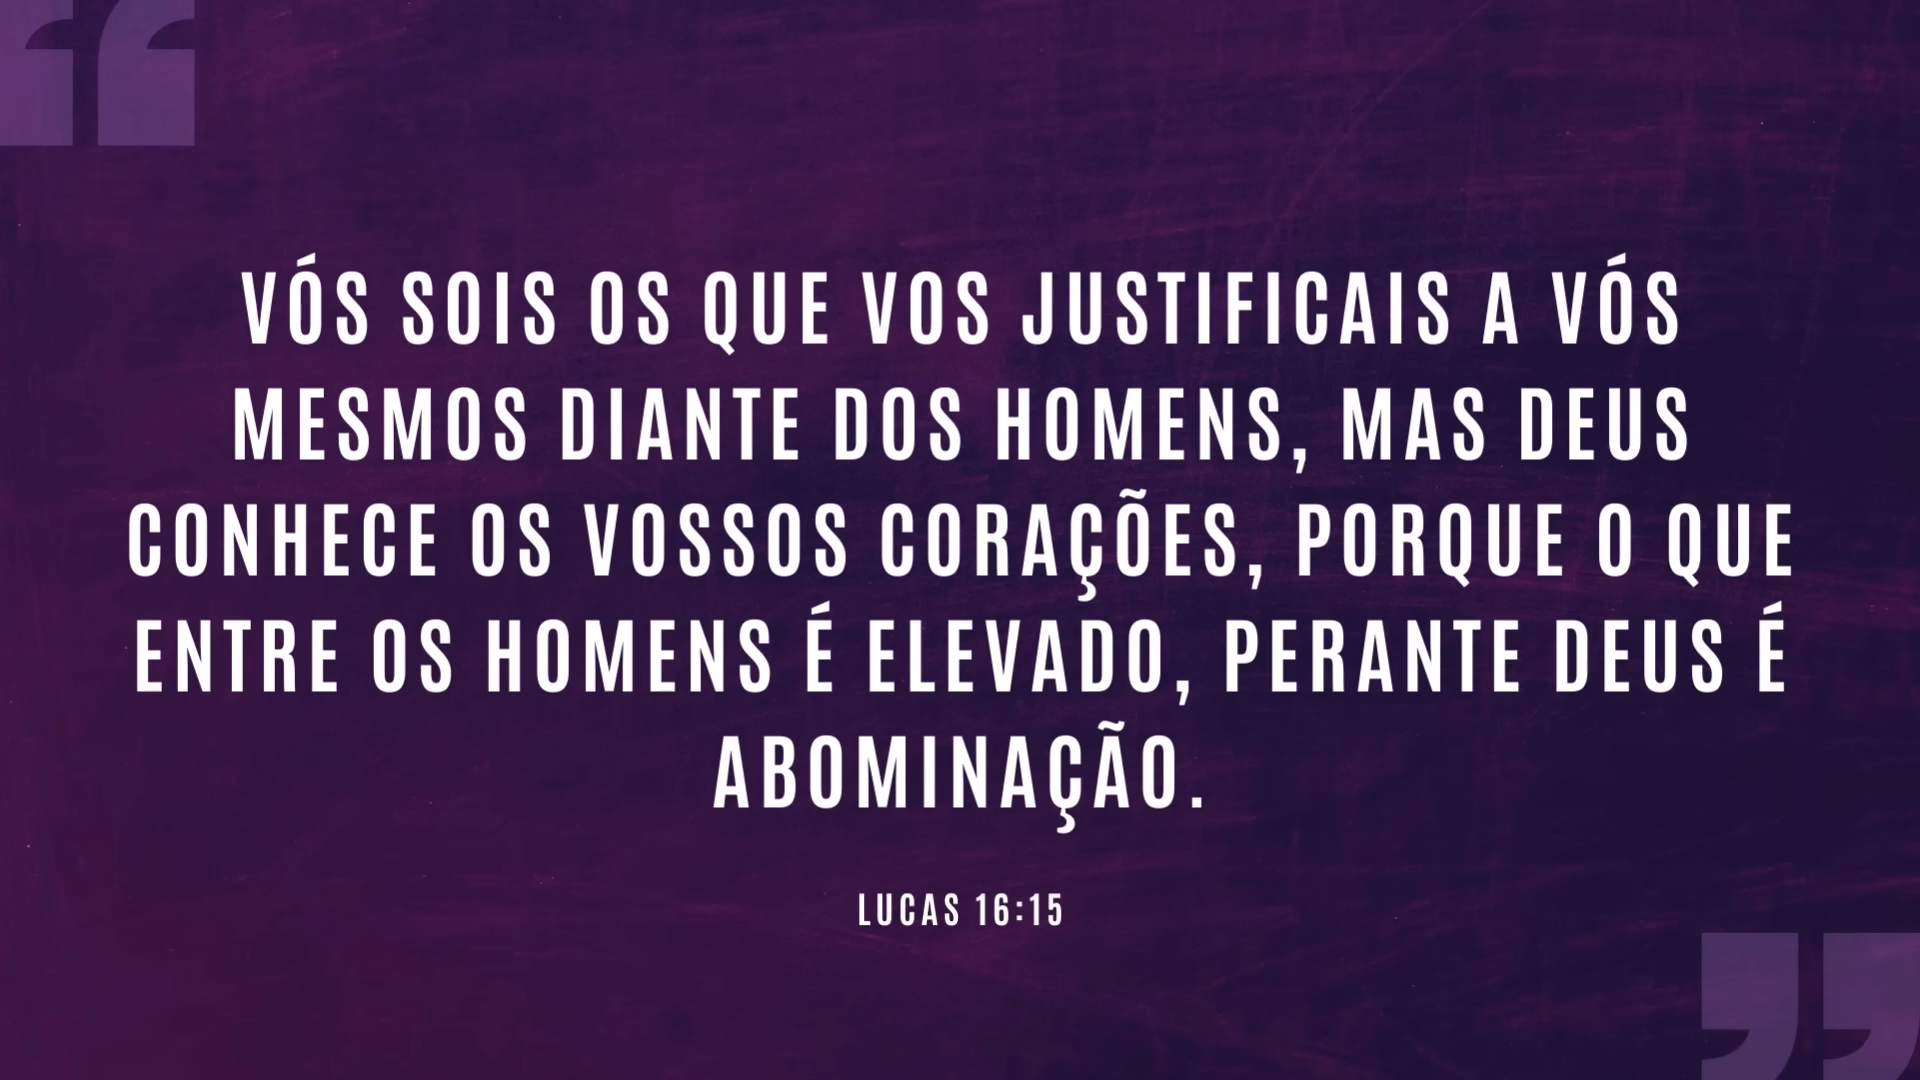 VÓS SOIS OS QUE VOS JUSTIFICAIS A VÓS
MESMOS DIANTE DOS HOMENS, MAS DEUS
CONHECE OS VOSSOS CORAÇÕES, PORQUE O QUE
ENTRE OS HOMENS É ELEVADO, PERANTE DEUS É
ABOMINAÇÃO.
LUCAS 16:15